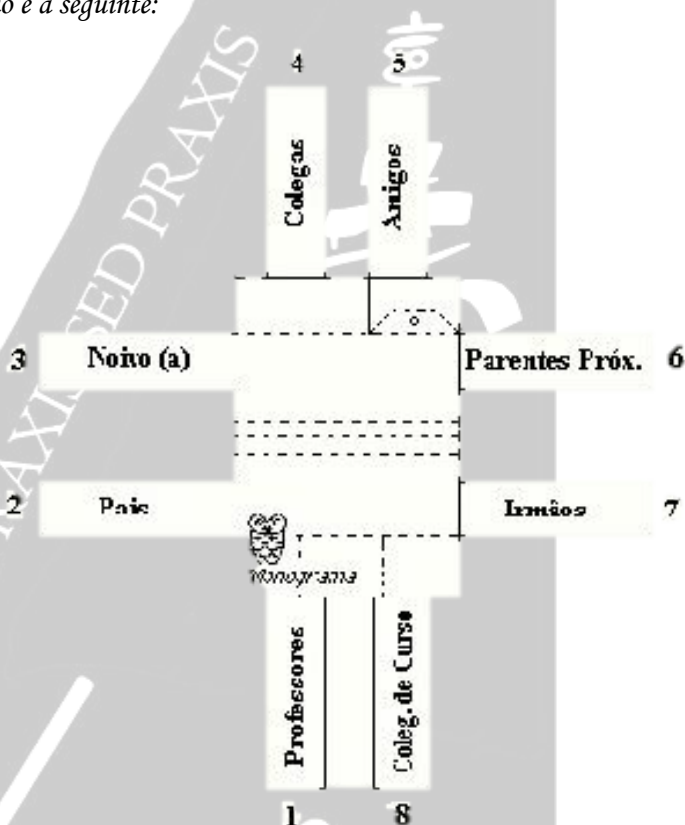 o é a seguinte:
4
5
Colegas
Amigos
3
Noivo (a)
Parentes Próx.
6
2
Pais
Irmãos
7
Monograma
Professores
Coleg. de Curso
1
8
PRAXIS